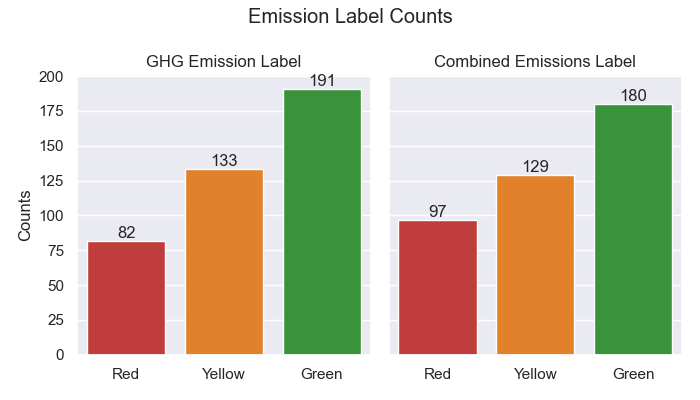 Emission Label Counts
GHG Emission Label
Combined Emissions Label
Counts
200
175
150
125
100
75
50
25
0
82
133
191
97
129
180
Red
Yellow
Green
Red
Yellow
Green